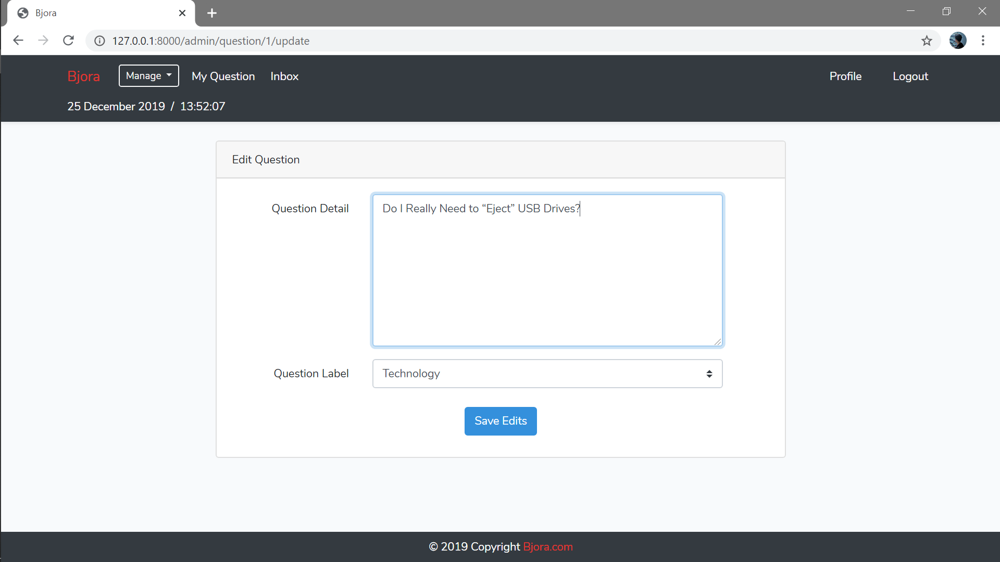 Bjora
127.0.0.1:8000/admin/question/1/update
Bjora Manage My Question Inbox Profile Logout
25 December 2019 / 13:52:07
Edit Question
Question Detail Do I Really Need to “Eject” USB Drives?
Question Label Technology
Save Edits
© 2019 Copyright Bjora.com